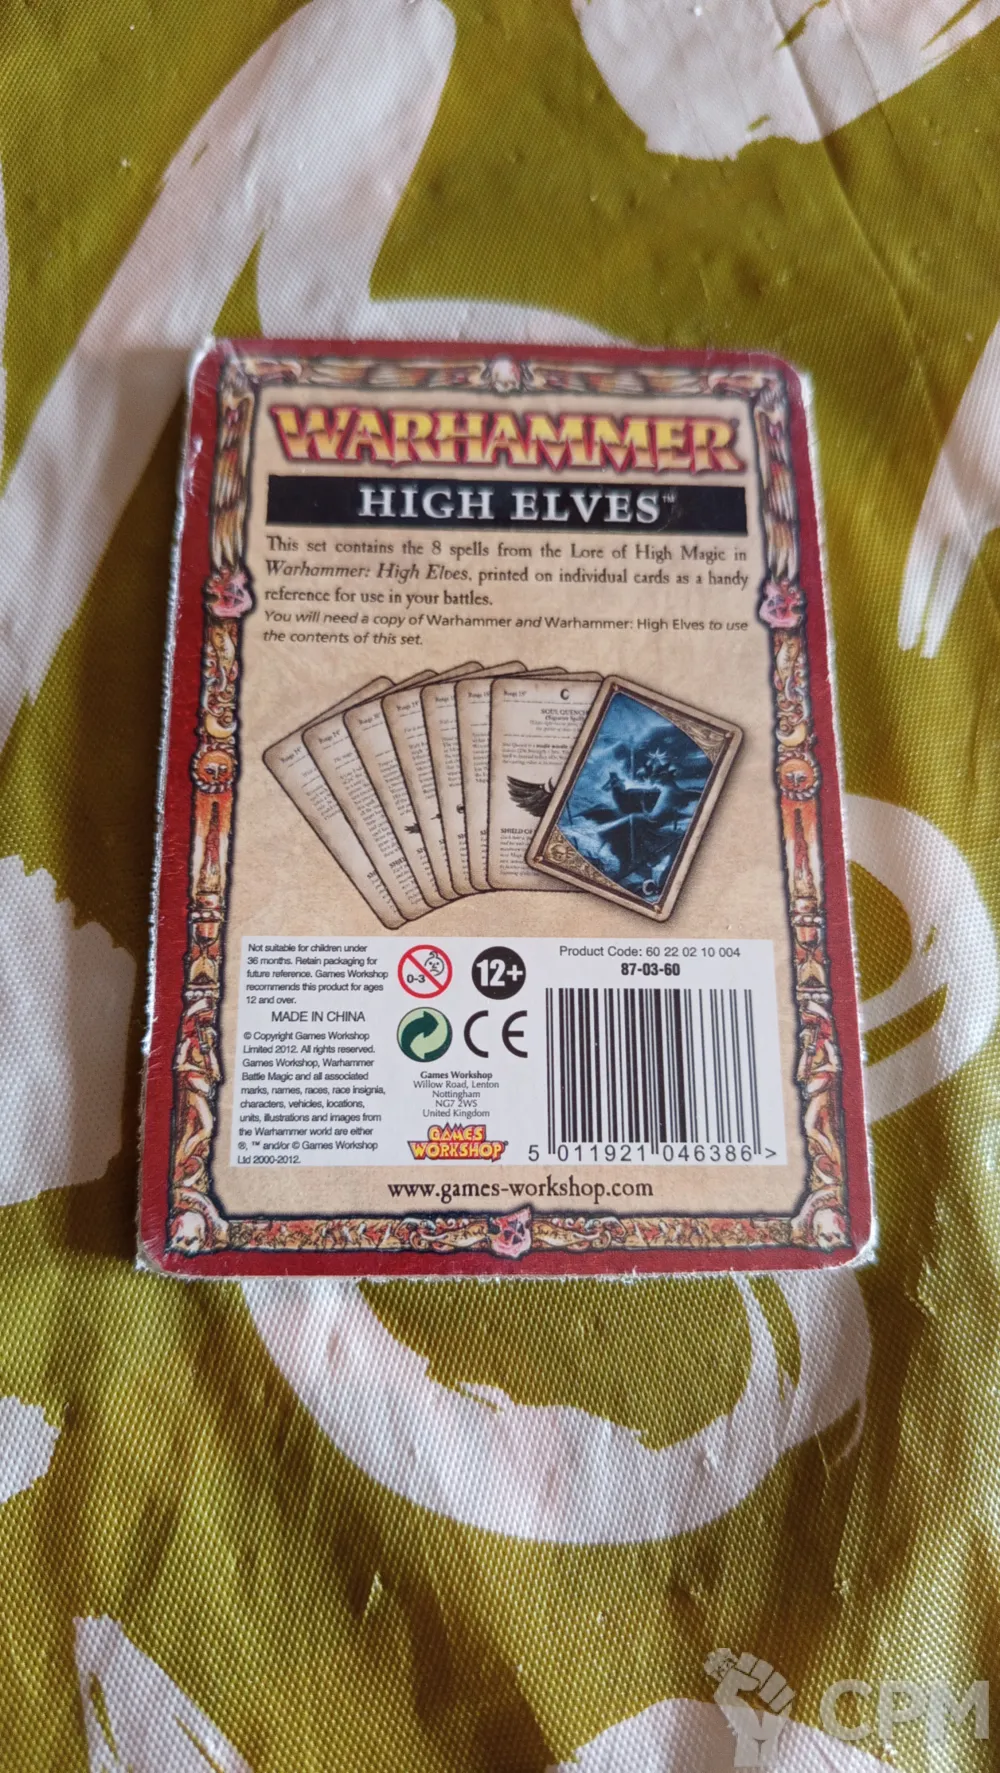 WARHAMMER
HIGH ELVES™
This set contains the 8 spells from the Lore of High Magic in
Warhammer: High Elves, printed on individual cards as a handy
reference for use in your battles.
You will need a copy of Warhammer and Warhammer: High Elves to use
the contents of this set.
Not suitable for children under
36 months. Retain packaging for
future reference. Games Workshop
recommends this product for ages
12 and over.
MADE IN CHINA
© Copyright Games Workshop
Limited 2012. All rights reserved.
Games Workshop, Warhammer
Battle Magic and all associated
marks, names, races, race insignia,
characters, vehicles, locations,
units, illustrations and images from
the Warhammer world are either
®, ™ and/or © Games Workshop
Ltd 2000-2012.
0-3
12+
CE
Games Workshop
Willow Road, Lenton
Nottingham
NG7 2WS
United Kingdom
GAMES
WORKSHOP
Product Code: 60 22 02 10 004
87-03-60
5 011921 046386 >
www.games-workshop.com
CPM